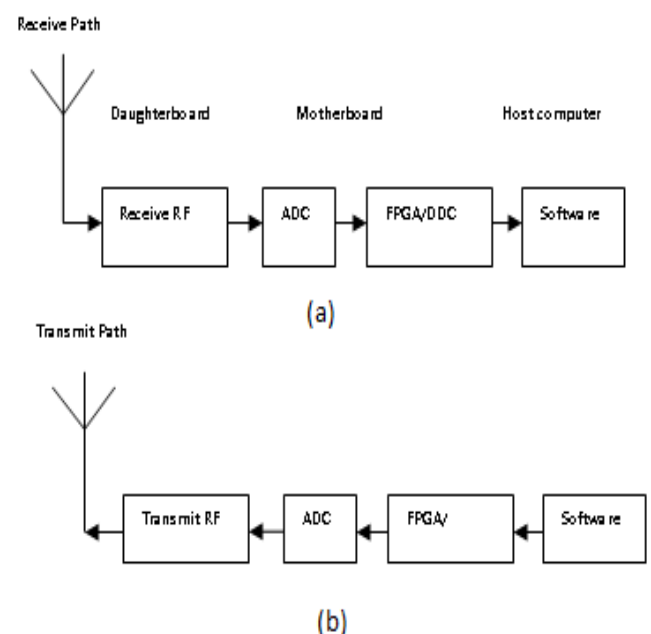 Receive Path
Daughterboard Motherboard Host computer
Receive RF ADC FPGA/DDC Software
(a)
Transmit Path
Transmit RF ADC FPGA/ Software
(b)